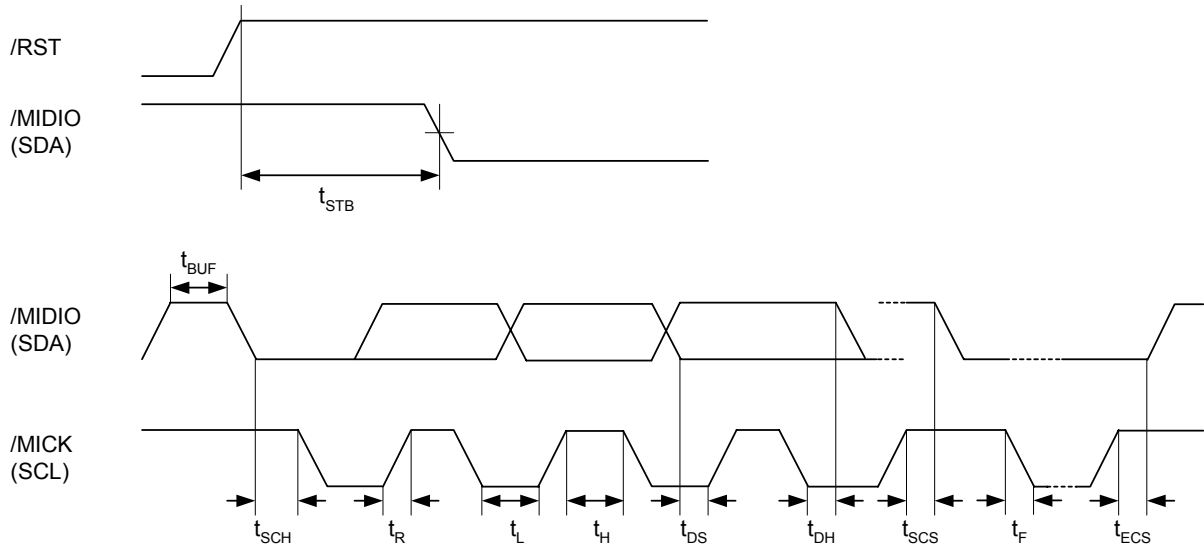 /RST
/MIDIO
(SDA)
tSTB
tBUF
/MIDIO
(SDA)
/MICK
(SCL)
tSCH
tR
tL
tH
tDS
tDH
tSCS
tF
tECS